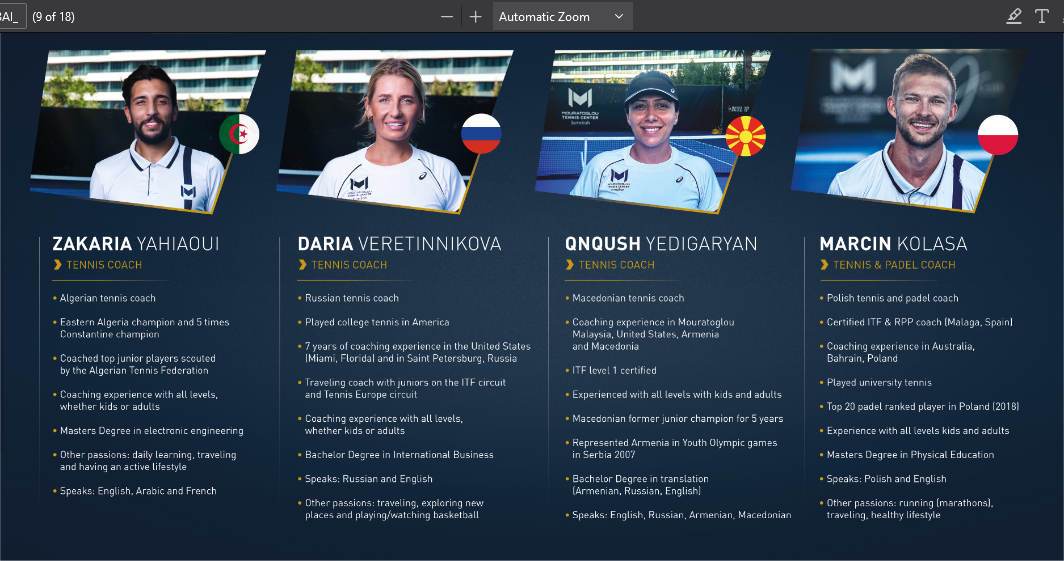 BAI_
(9 of 18)
Automatic Zoom
MOURATOGLOU
TENNIS CENTER
ZAKARIA YAHIAOUI
TENNIS COACH
• Algerian tennis coach
• Eastern Algeria champion and 5 times
Constantine champion
• Coached top junior players scouted
by the Algerian Tennis Federation
• Coaching experience with all levels,
whether kids or adults
• Masters Degree in electronic engineering
• Other passions: daily learning, traveling
and having an active lifestyle
• Speaks: English, Arabic and French
DARIA VERETINNIKOVA
TENNIS COACH
• Russian tennis coach
• Played college tennis in America
• 7 years of coaching experience in the United States
(Miami, Florida) and in Saint Petersburg, Russia
• Traveling coach with juniors on the ITF circuit
and Tennis Europe circuit
• Coaching experience with all levels,
whether kids or adults
• Bachelor Degree in International Business
• Speaks: Russian and English
• Other passions: traveling, exploring new
places and playing/watching basketball
QNQUSH YEDIGARYAN
TENNIS COACH
• Macedonian tennis coach
• Coaching experience in Mouratoglou
Malaysia, United States, Armenia
and Macedonia
• ITF level 1 certified
• Experienced with all levels with kids and adults
• Macedonian former junior champion for 5 years
• Represented Armenia in Youth Olympic games
in Serbia 2007
• Bachelor Degree in translation
(Armenian, Russian, English)
• Speaks: English, Russian, Armenian, Macedonian
MARCIN KOLASA
TENNIS & PADEL COACH
• Polish tennis and padel coach
• Certified ITF & RPP coach (Malaga, Spain)
• Coaching experience in Australia,
Bahrain, Poland
• Played university tennis
• Top 20 padel ranked player in Poland (2018)
• Experience with all levels kids and adults
• Masters Degree in Physical Education
• Speaks: Polish and English
• Other passions: running (marathons),
traveling, healthy lifestyle